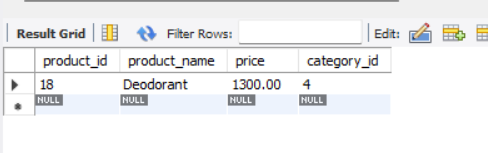 Result Grid Filter Rows: Edit:
product_id product_name price category_id
18 Deodorant 1300.00 4
NULL NULL NULL NULL